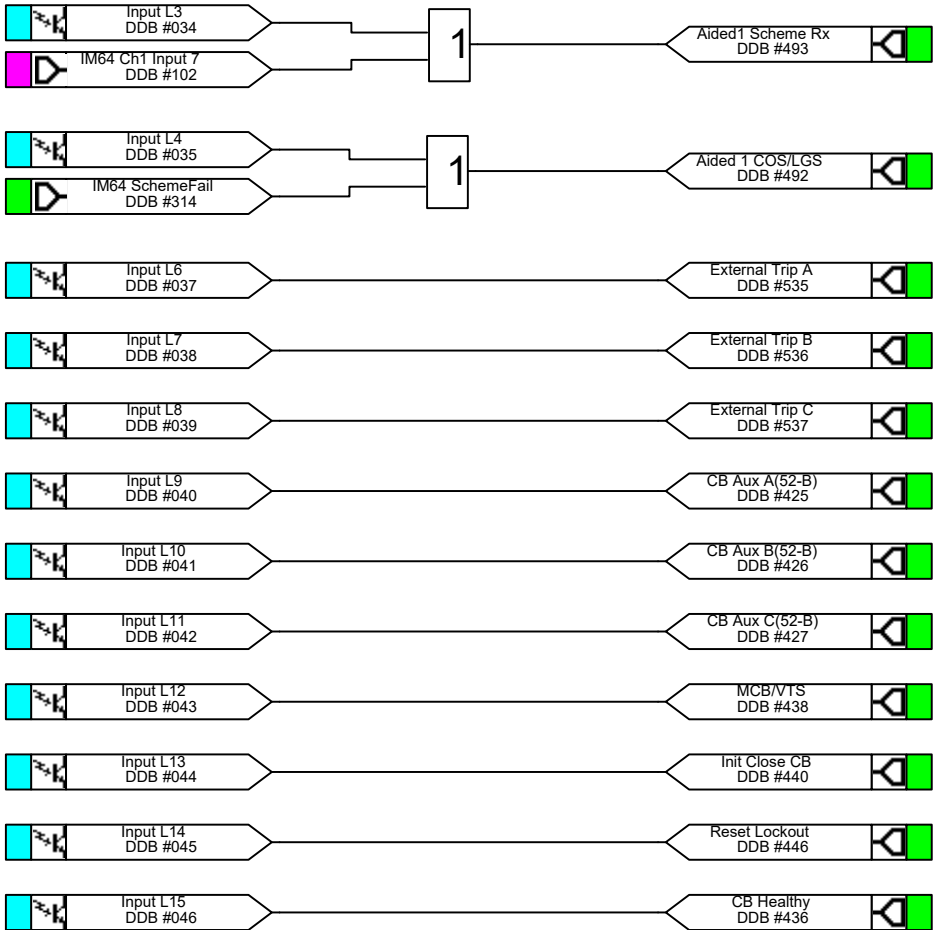 Input L3
DDB #034
IM64 Ch1 Input 7
DDB #102
1
Aided1 Scheme Rx
DDB #493
Input L4
DDB #035
IM64 SchemeFail
DDB #314
1
Aided 1 COS/LGS
DDB #492
Input L6
DDB #037
External Trip A
DDB #535
Input L7
DDB #038
External Trip B
DDB #536
Input L8
DDB #039
External Trip C
DDB #537
Input L9
DDB #040
CB Aux A(52-B)
DDB #425
Input L10
DDB #041
CB Aux B(52-B)
DDB #426
Input L11
DDB #042
CB Aux C(52-B)
DDB #427
Input L12
DDB #043
MCB/VTS
DDB #438
Input L13
DDB #044
Init Close CB
DDB #440
Input L14
DDB #045
Reset Lockout
DDB #446
Input L15
DDB #046
CB Healthy
DDB #436